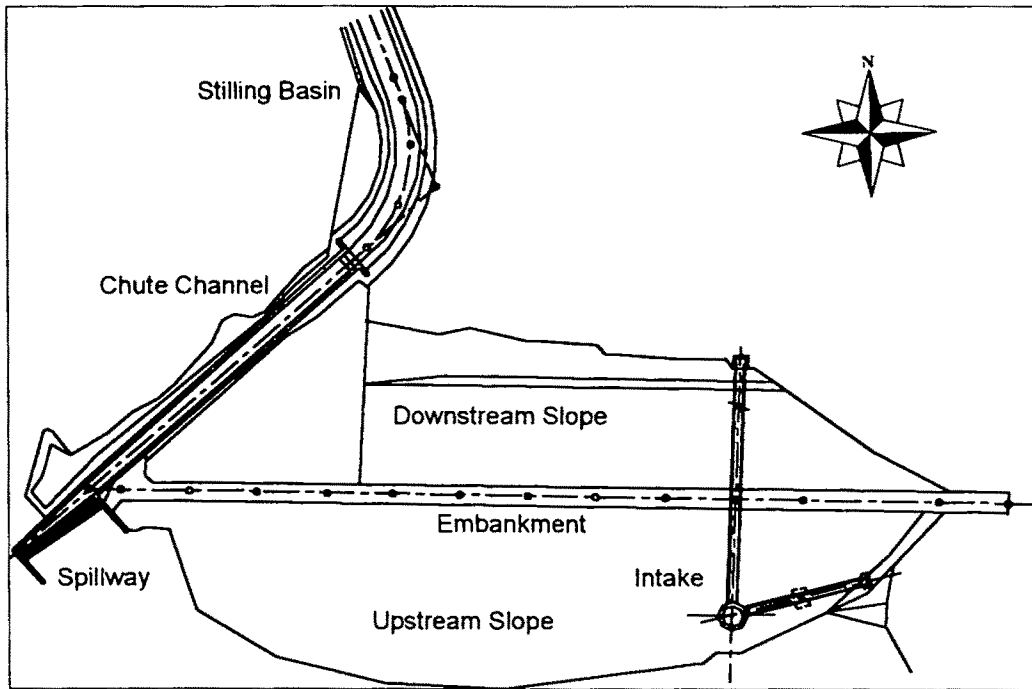 N
Stilling Basin
Chute Channel
Downstream Slope
Embankment
Spillway
Intake
Upstream Slope